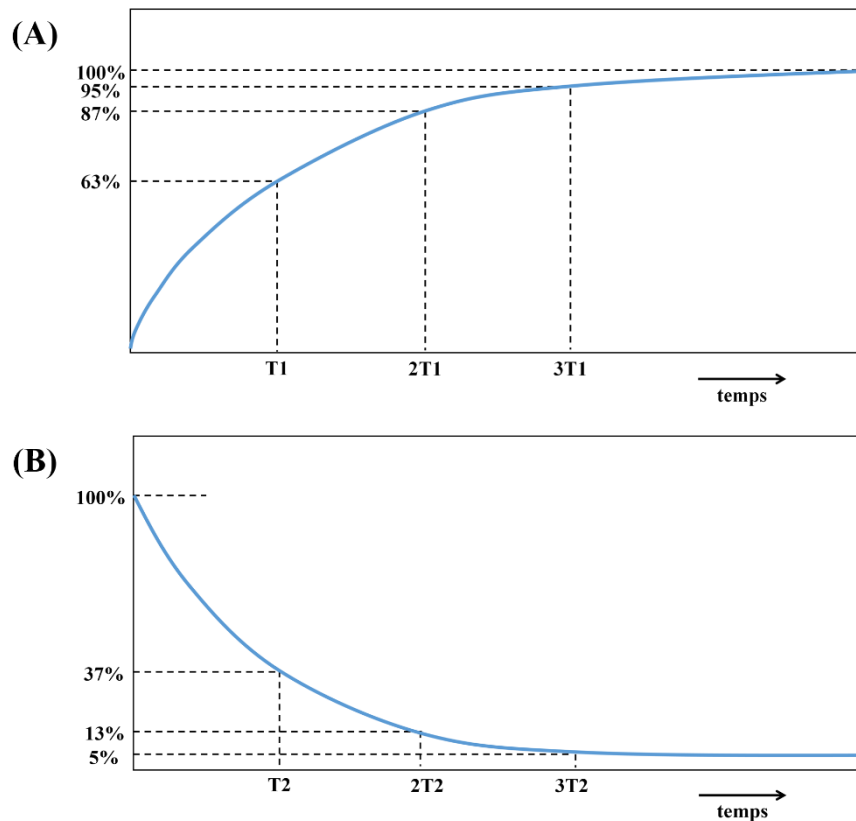 (A)
100%
95%
87%
63%
T1 2T1 3T1
temps
(B)
100%
37%
13%
5%
T2 2T2 3T2
temps